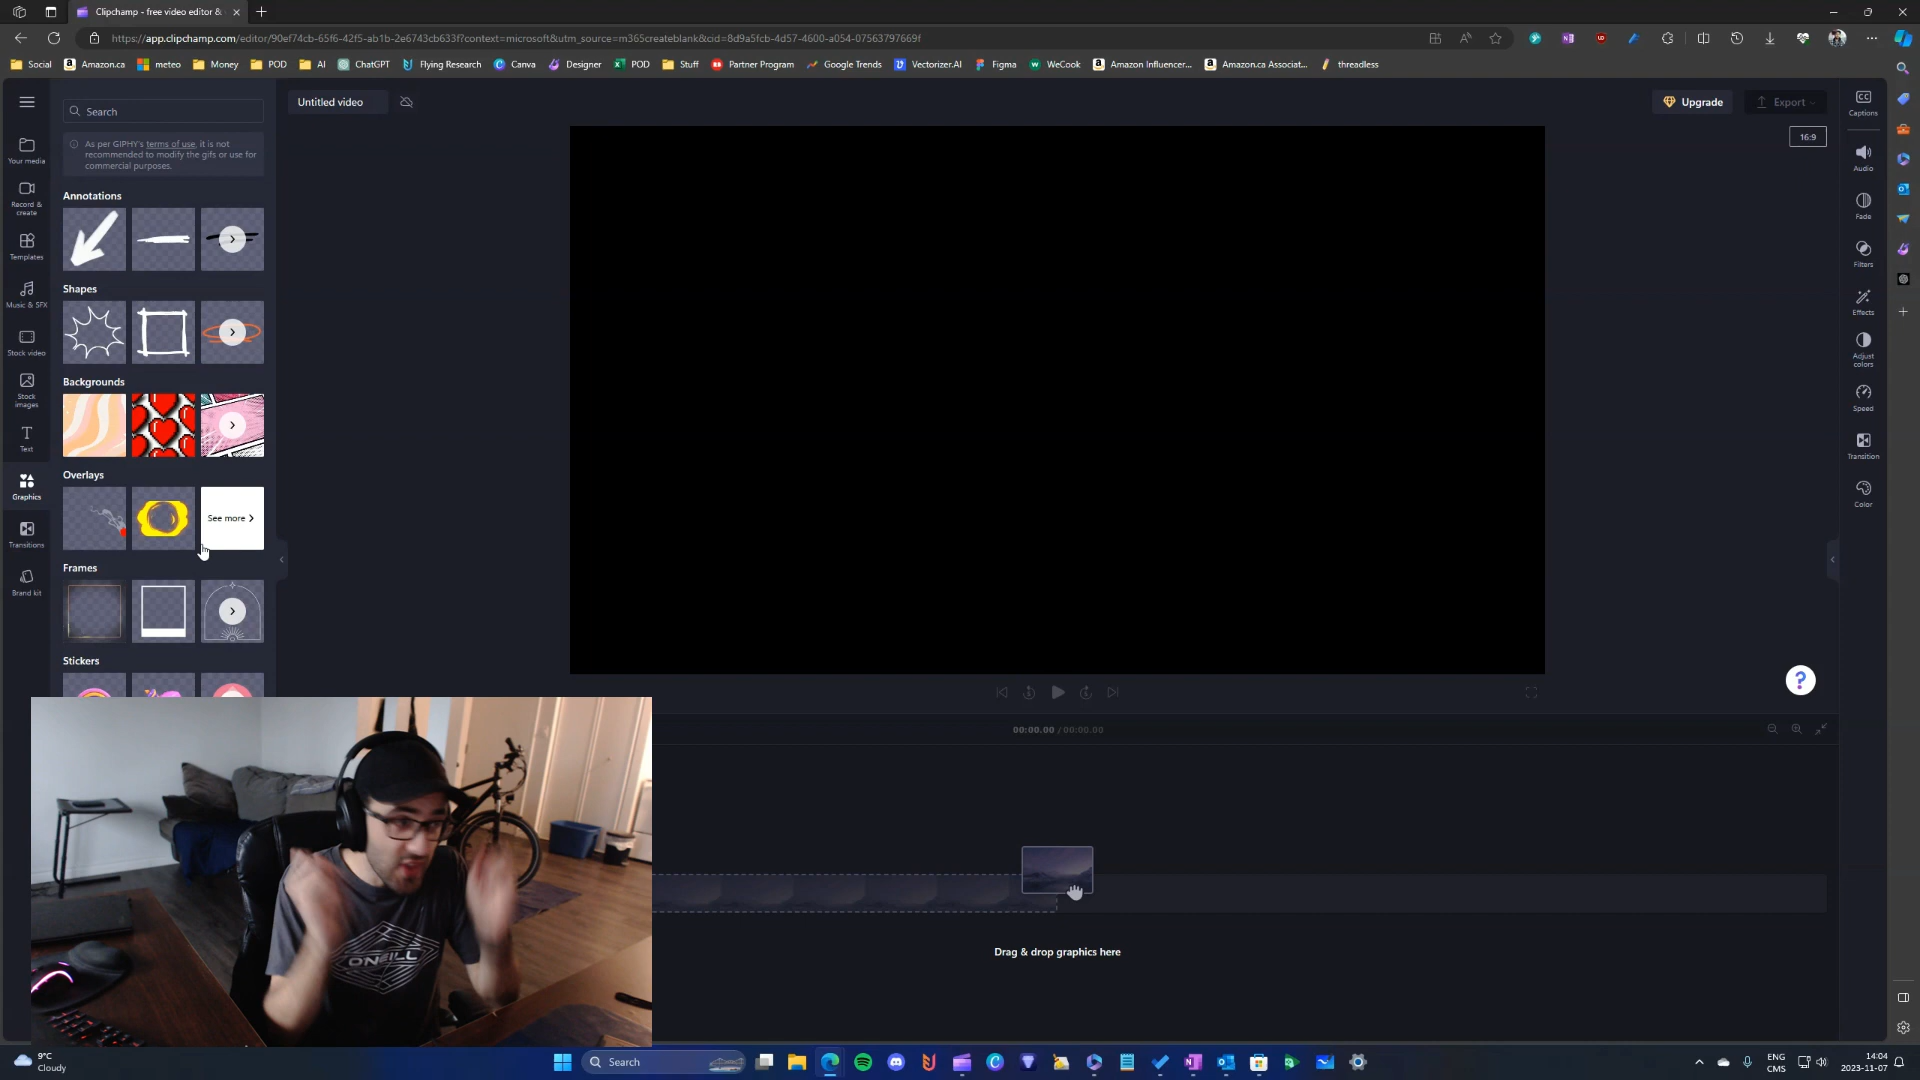 Clipchamp - free video editor &
https://app.clipchamp.com/editor/90ef74cb-65f6-42f5-ab1b-2e6743cb633f?context=microsoft&utm_source=m365createblank&cid=8d9a5fcb-4d57-4600-a054-07563797669f
Social
Amazon.ca
meteo
Money
POD
AI
ChatGPT
Flying Research
Canva
Designer
POD
Stuff
Partner Program
Google Trends
Vectorizer.AI
Figma
WeCook
Amazon Influencer...
Amazon.ca Associat...
threadless
Search
Untitled video
Upgrade
Export
16:9
As per GIPHY's terms of use, it is not
recommended to modify the gifs or use for
commercial purposes.
Your media
Record &
create
Templates
Music & SFX
Stock video
Stock
images
Text
Graphics
Transitions
Brand kit
Annotations
Shapes
Backgrounds
Overlays
See more
Frames
Stickers
CC
Captions
Audio
Fade
Filters
Effects
Adjust
colors
Speed
Transition
Color
?
00:00.00 / 00:00.00
Drag & drop graphics here
O'NEILL
9°C
Cloudy
Search
ENG
CMS
14:04
2023-11-07